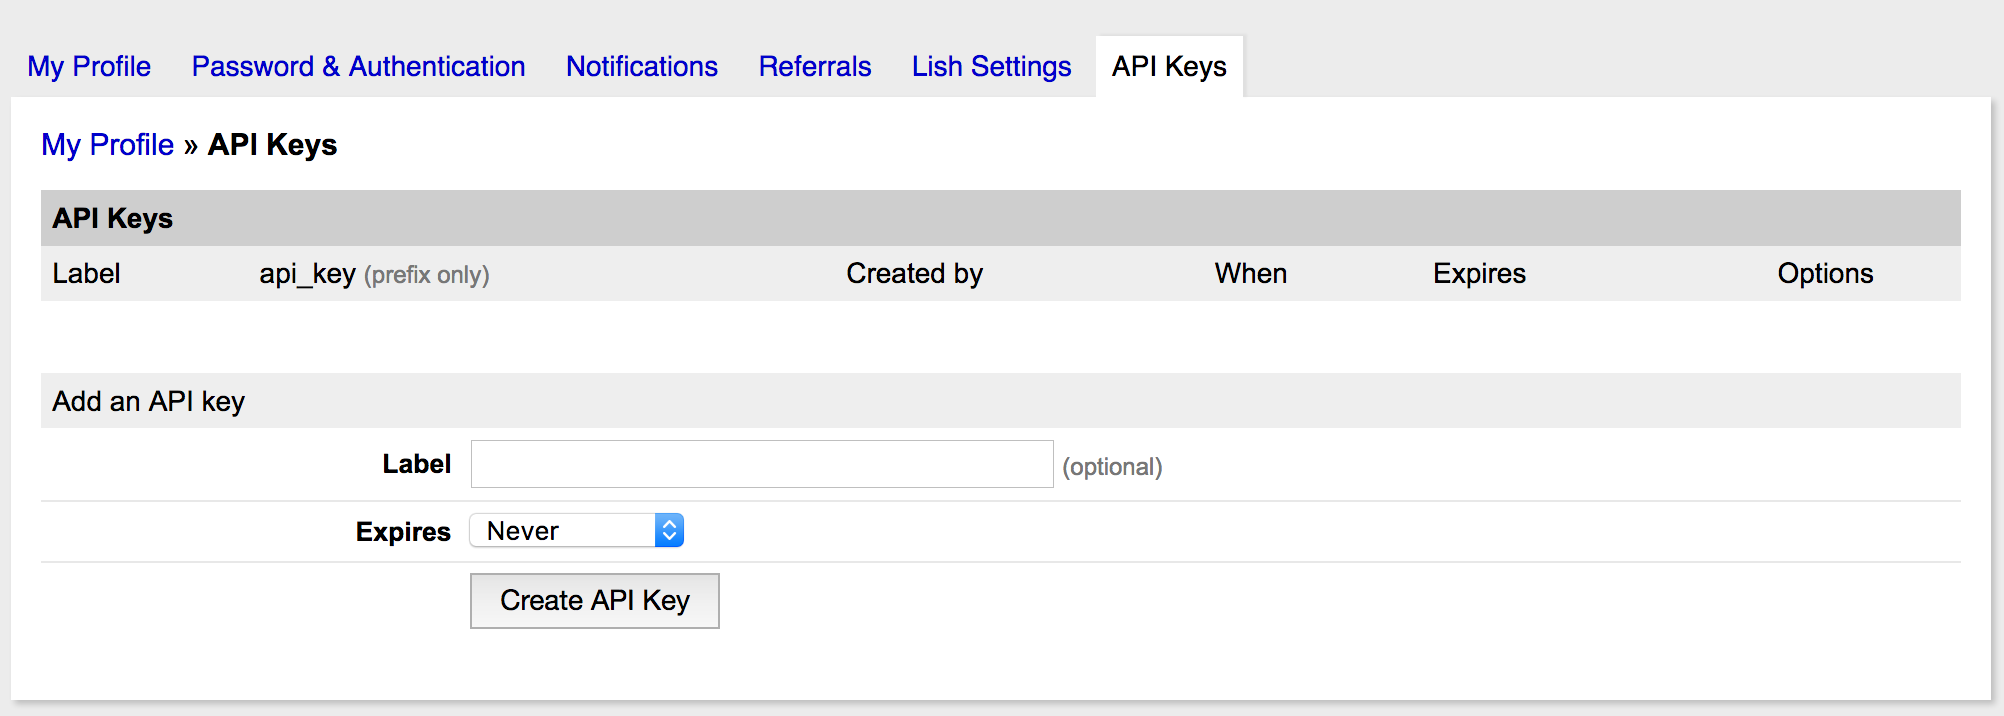 My Profile Password & Authentication Notifications Referrals Lish Settings API Keys
My Profile » API Keys
API Keys
Label api_key (prefix only) Created by When Expires Options
Add an API key
Label (optional)
Expires Never
Create API Key